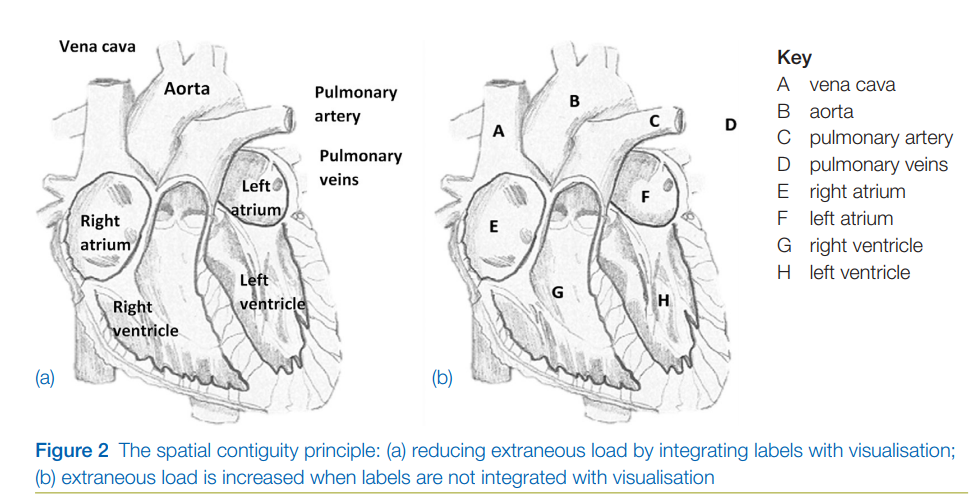 Vena cava
Aorta
Pulmonary
artery
Pulmonary
veins
Left
atrium
Right
atrium
Left
ventricle
Right
ventricle
(a)
A
B
C
D
E
F
G
H
(b)
Key
A vena cava
B aorta
C pulmonary artery
D pulmonary veins
E right atrium
F left atrium
G right ventricle
H left ventricle
Figure 2 The spatial contiguity principle: (a) reducing extraneous load by integrating labels with visualisation;
(b) extraneous load is increased when labels are not integrated with visualisation